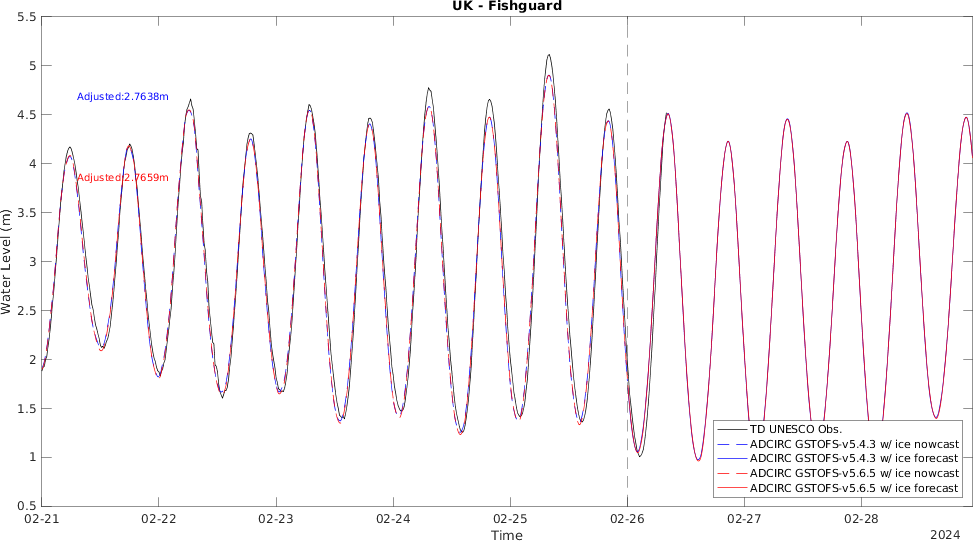 UK - Fishguard
5.5
5
4.5
4
3.5
3
2.5
2
1.5
1
0.5
Water Level (m)
Adjusted:2.7638m
Adjusted:2.7659m
TD UNESCO Obs.
ADCIRC GSTOFS-v5.4.3 w/ ice nowcast
ADCIRC GSTOFS-v5.4.3 w/ ice forecast
ADCIRC GSTOFS-v5.6.5 w/ ice nowcast
ADCIRC GSTOFS-v5.6.5 w/ ice forecast
02-21 02-22 02-23 02-24 02-25 02-26 02-27 02-28
Time
2024